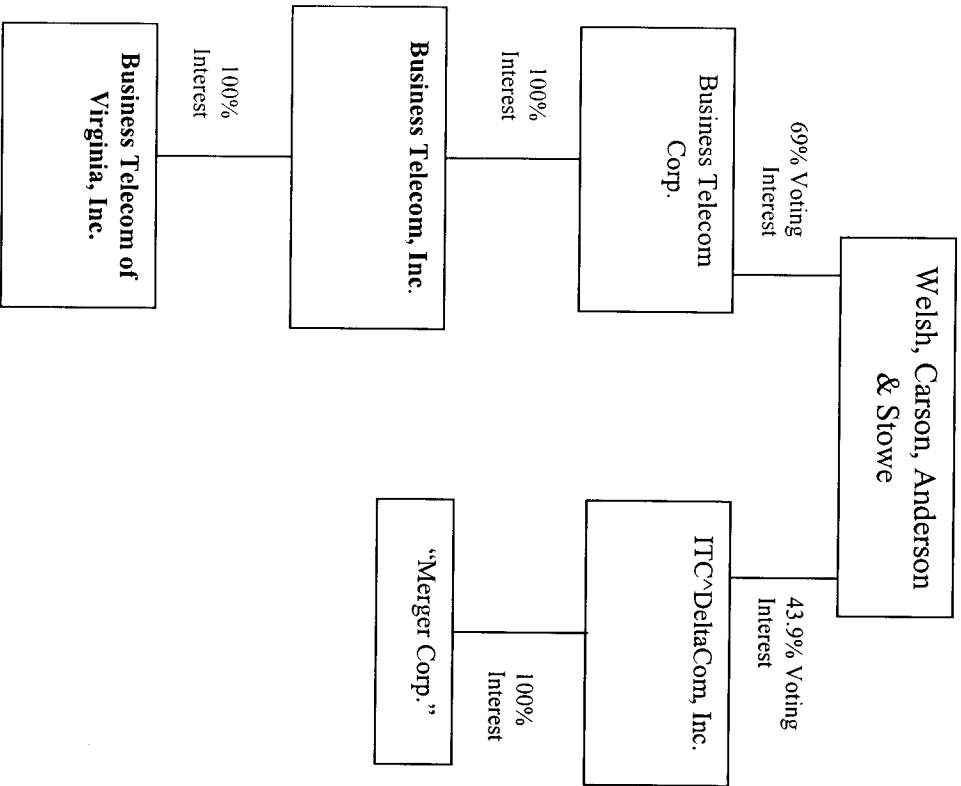 Welsh, Carson, Anderson
& Stowe
69% Voting
Interest
43.9% Voting
Interest
Business Telecom
Corp.
ITC^DeltaCom, Inc.
100%
Interest
100%
Interest
Business Telecom, Inc.
"Merger Corp."
100%
Interest
Business Telecom of
Virginia, Inc.